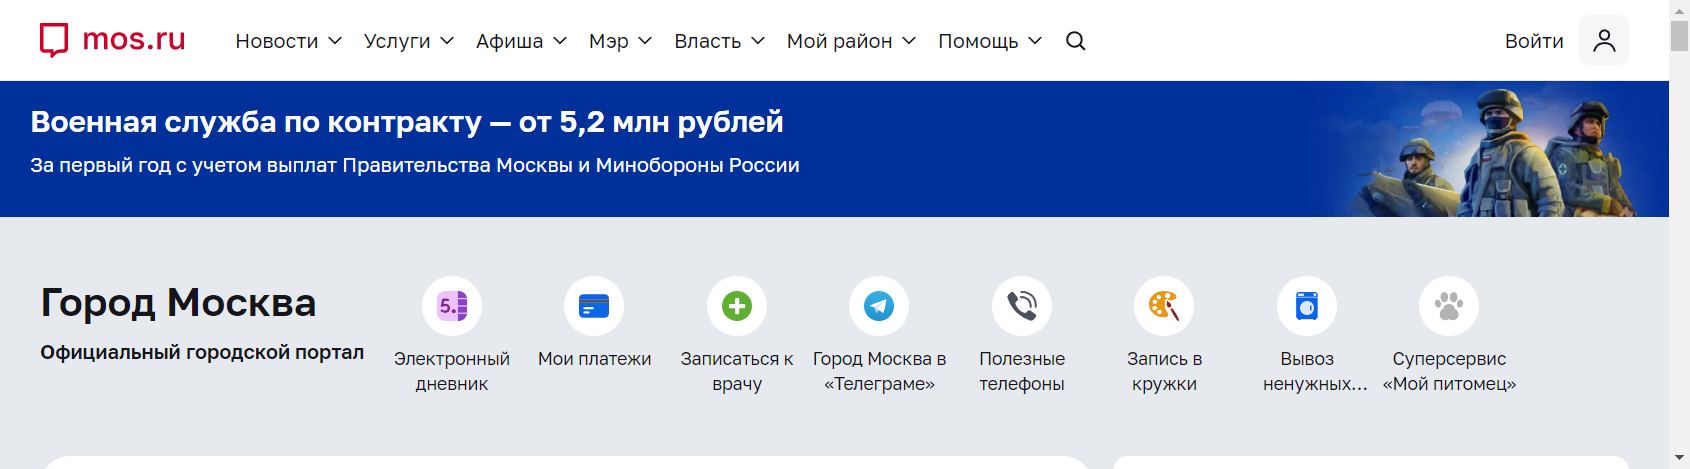 mos.ru
Новости Услуги Афиша Мэр Власть Мой район Помощь Войти
Военная служба по контракту — от 5,2 млн рублей
За первый год с учетом выплат Правительства Москвы и Минобороны России
Город Москва
Официальный городской портал
5.
Электронный
дневник
Мои платежи
Записаться к
врачу
Город Москва в
«Телеграме»
Полезные
телефоны
Запись в
кружки
Вывоз
ненужных...
Суперсервис
«Мой питомец»